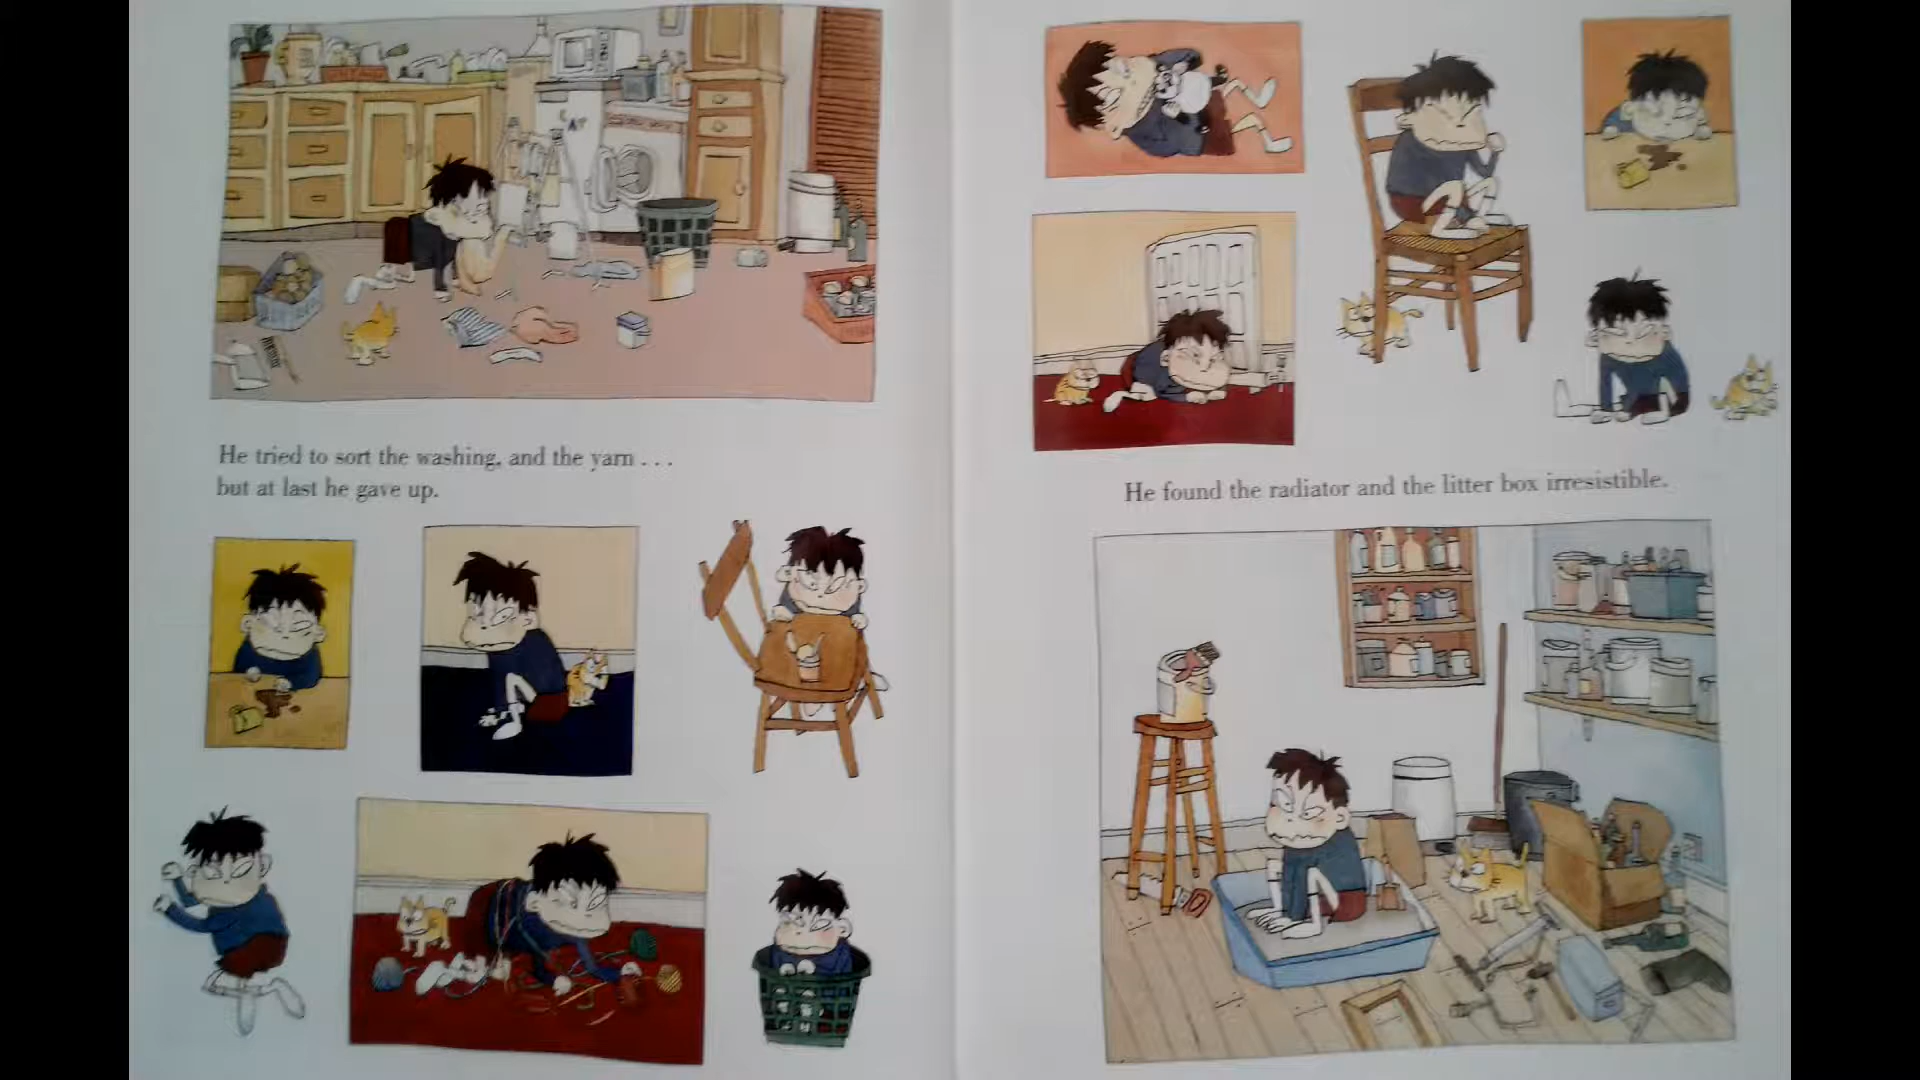 CAT
He tried to sort the washing, and the yarn . . .
but at last he gave up.
He found the radiator and the litter box irresistible.